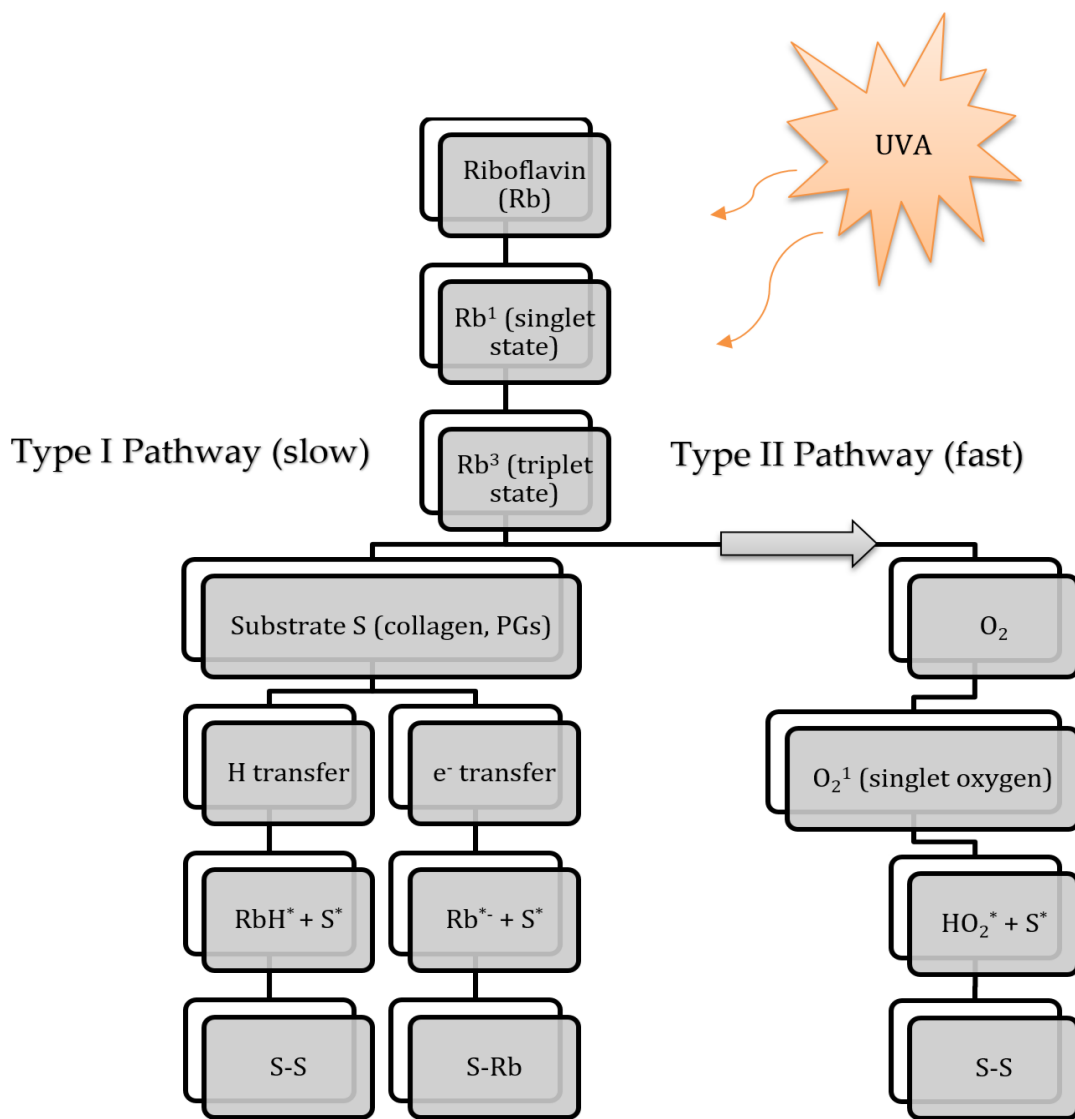 UVA
Riboflavin
(Rb)
Rb¹ (singlet
state)
Type I Pathway (slow)
Rb³ (triplet
state)
Type II Pathway (fast)
Substrate S (collagen, PGs)
O₂
H transfer
e⁻ transfer
O₂¹ (singlet oxygen)
RbH* + S*
Rb*⁻ + S*
HO₂* + S*
S-S
S-Rb
S-S